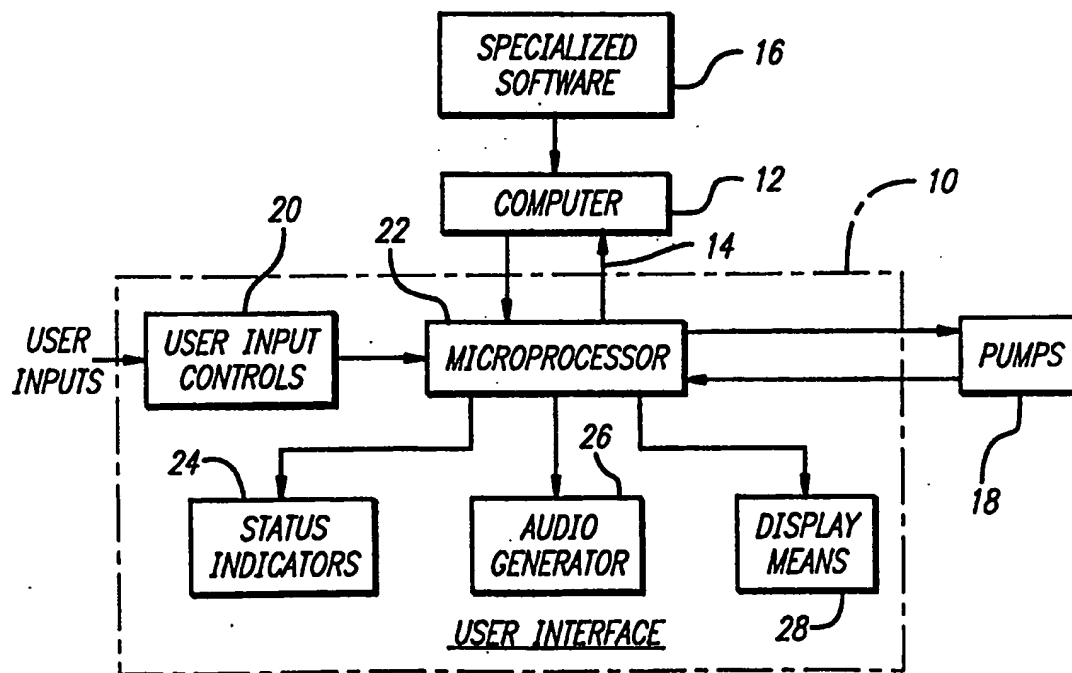 SPECIALIZED
SOFTWARE
16
COMPUTER
12
10
20
22
14
USER
INPUTS
USER INPUT
CONTROLS
MICROPROCESSOR
PUMPS
18
24
26
STATUS
INDICATORS
AUDIO
GENERATOR
DISPLAY
MEANS
28
USER INTERFACE